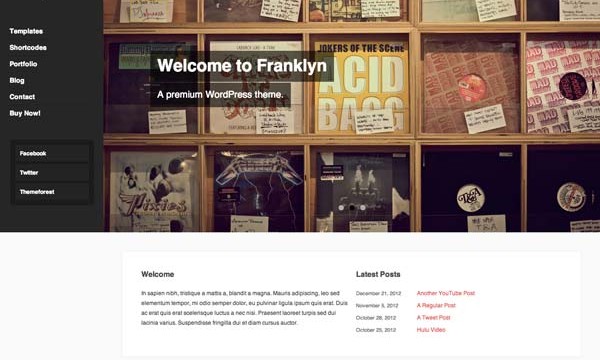 Templates
Shortcodes
Portfolio
Blog
Contact
Buy Now!
Facebook
Twitter
Themeforest
Welcome to Franklyn
A premium WordPress theme.
JOKERS OF THE SCENE
ACID
BAGG
Pixies
T.B.A.
Welcome
In sapien nibh, tristique a mattis a, blandit a magna. Mauris adipiscing, leo sed
elementum tempor, mi odio semper dolor, eu pulvinar ligula ipsum quis erat. Duis
ac erat quis erat scelerisque luctus a nec nisi. Praesent laoreet turpis sed dui
lacinia varius. Suspendisse fringilla dui et diam cursus auctor.
Latest Posts
December 21, 2012 Another YouTube Post
November 5, 2012 A Regular Post
October 28, 2012 A Tweet Post
October 25, 2012 Hulu Video